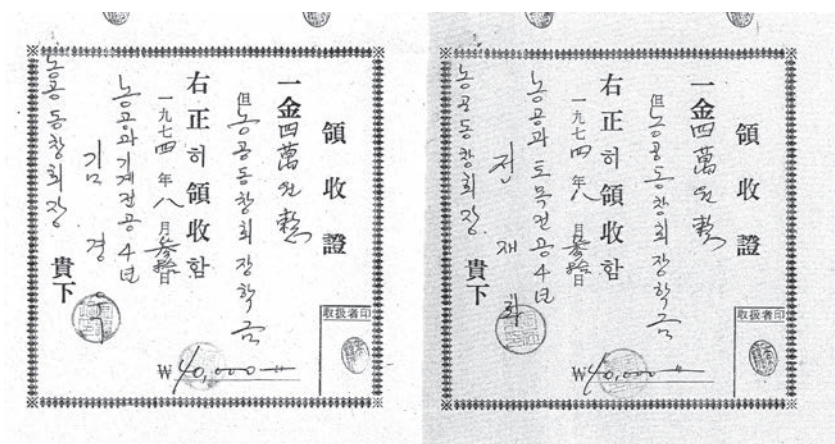 領收證
一金四萬원整
但 농공동창회장학금
右正히領收함
一九七四年八月參拾日
농공과기계전공4년
김 경
농공동창회장 貴下
取扱者印
₩40,000
領收證
一金四萬원整
但 농공동창회장학금
右正히領收함
一九七四年八月參拾日
농공과토목전공4년
전 재
농공동창회장 貴下
取扱者印
₩40,000